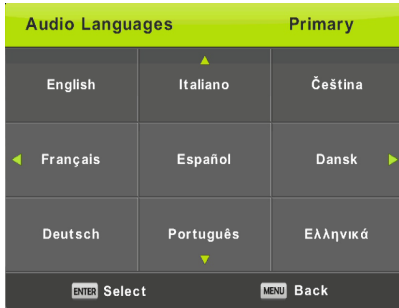 Audio Languages Primary
English Italiano Čeština
Français Español Dansk
Deutsch Português Ελληνικά
ENTER Select MENU Back